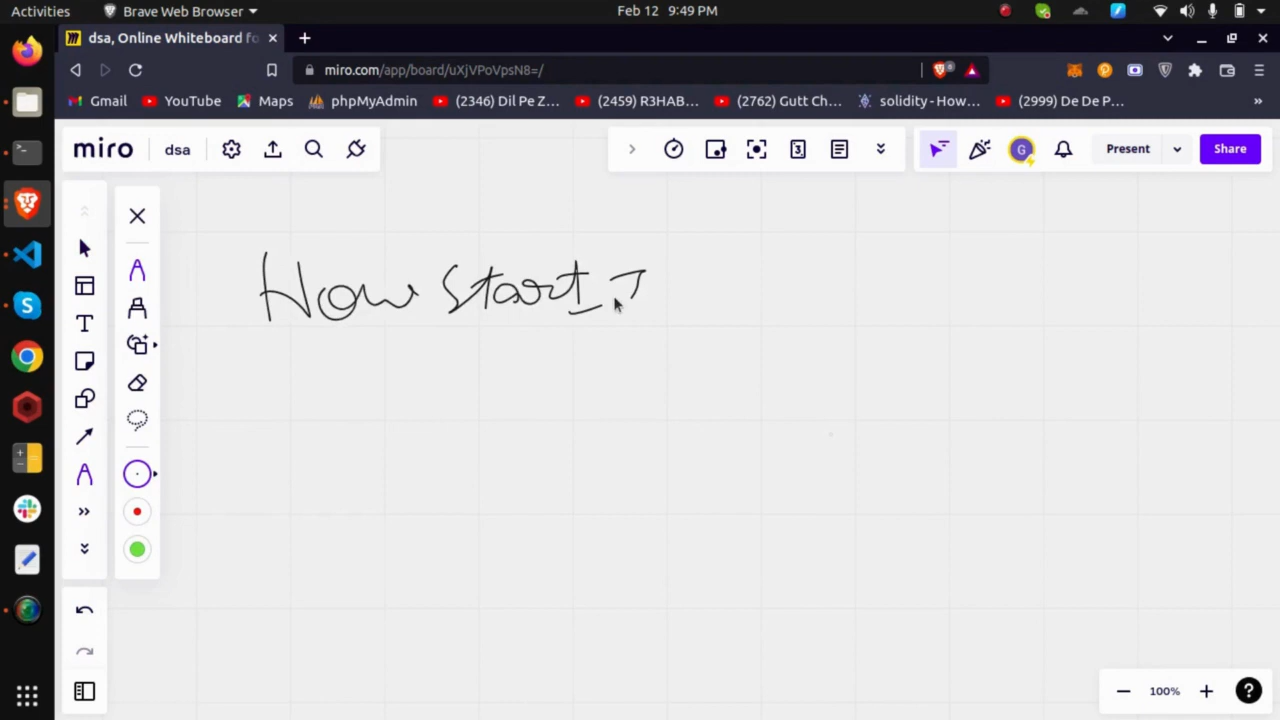 Activities
Brave Web Browser
Feb 12 9:49 PM
dsa, Online Whiteboard fo
miro.com/app/board/uXjVPoVpsN8=/
Gmail
YouTube
Maps
phpMyAdmin
(2346) Dil Pe Z...
(2459) R3HAB...
(2762) Gutt Ch...
solidity - How...
(2999) De De P...
miro
dsa
3
G
Present
Share
How Start
T
100%
?